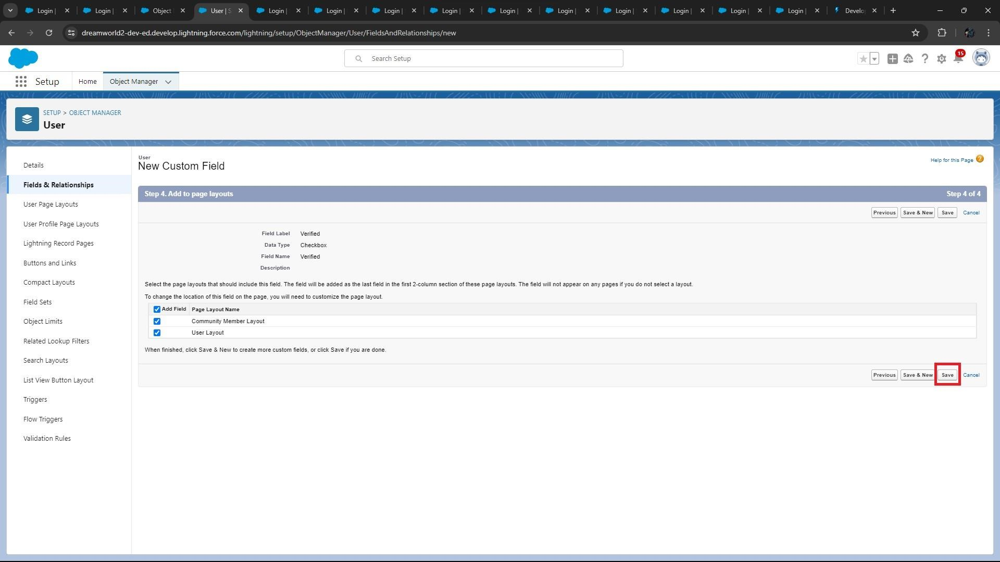 Login |
Login |
Object
User | S
Login |
Login |
Login |
Login |
Login |
Login |
Login |
Login |
Login |
Login |
Develo
dreamworld2-dev-ed.develop.lightning.force.com/lightning/setup/ObjectManager/User/FieldsAndRelationships/new
Search Setup
15
Setup
Home
Object Manager
SETUP > OBJECT MANAGER
User
Details
Fields & Relationships
User Page Layouts
User Profile Page Layouts
Lightning Record Pages
Buttons and Links
Compact Layouts
Field Sets
Object Limits
Related Lookup Filters
Search Layouts
List View Button Layout
Triggers
Flow Triggers
Validation Rules
User
New Custom Field
Help for this Page ?
Step 4. Add to page layouts
Step 4 of 4
Previous Save & New Save Cancel
Field Label Verified
Data Type Checkbox
Field Name Verified
Description
Select the page layouts that should include this field. The field will be added as the last field in the first 2-column section of these page layouts. The field will not appear on any pages if you do not select a layout.
To change the location of this field on the page, you will need to customize the page layout.
Add Field Page Layout Name
Community Member Layout
User Layout
When finished, click Save & New to create more custom fields, or click Save if you are done.
Previous Save & New Save Cancel